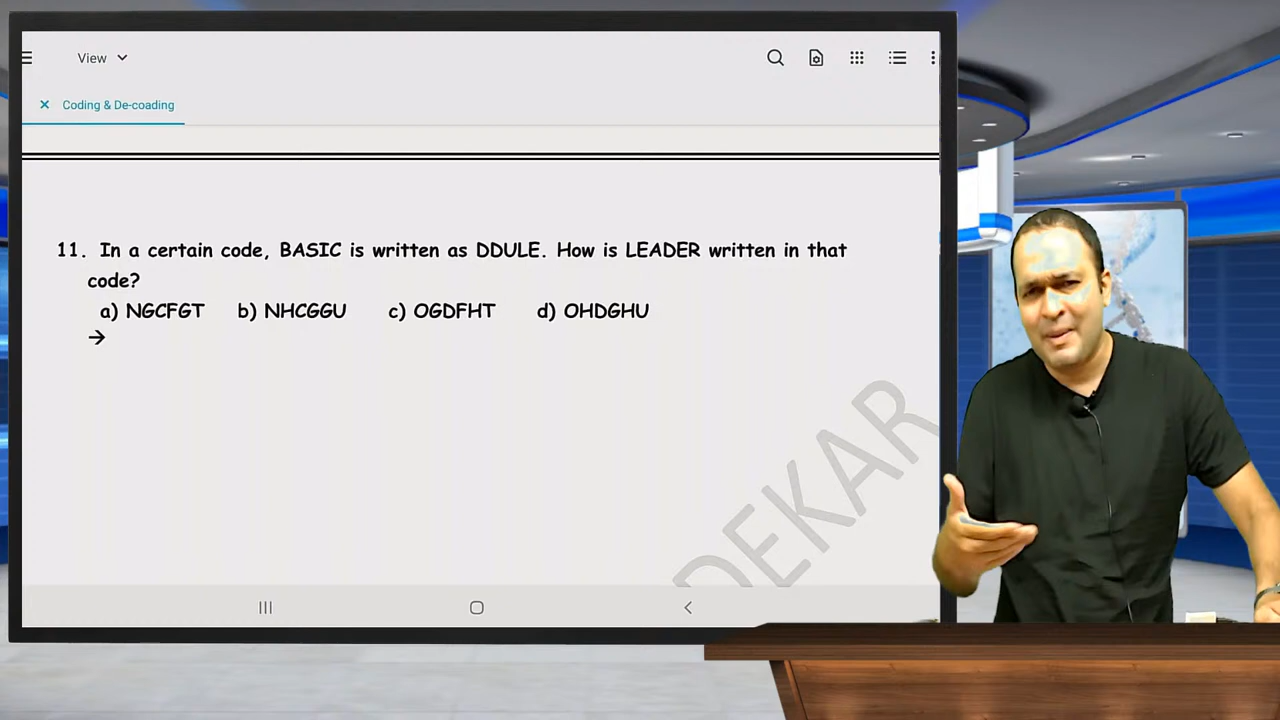 View
Coding & De-coading
11. In a certain code, BASIC is written as DDULE. How is LEADER written in that
code?
a) NGCFGT b) NHCGGU c) OGDFHT d) OHDGHU
→
DEKAR